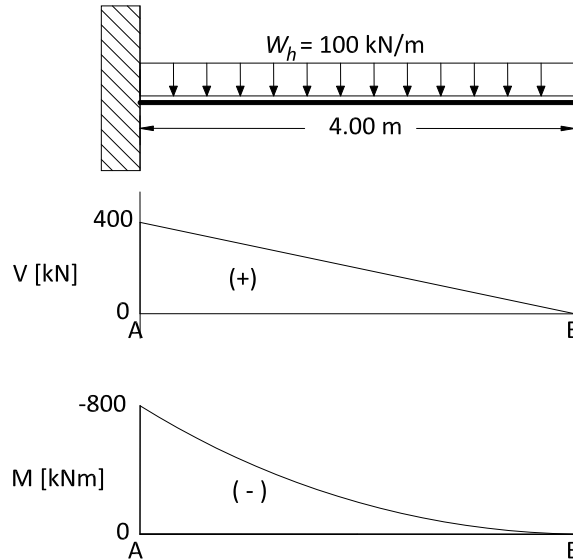 W_h = 100 kN/m
4.00 m
400
V [kN]
(+)
0
A
B
-800
M [kNm]
( - )
0
A
B